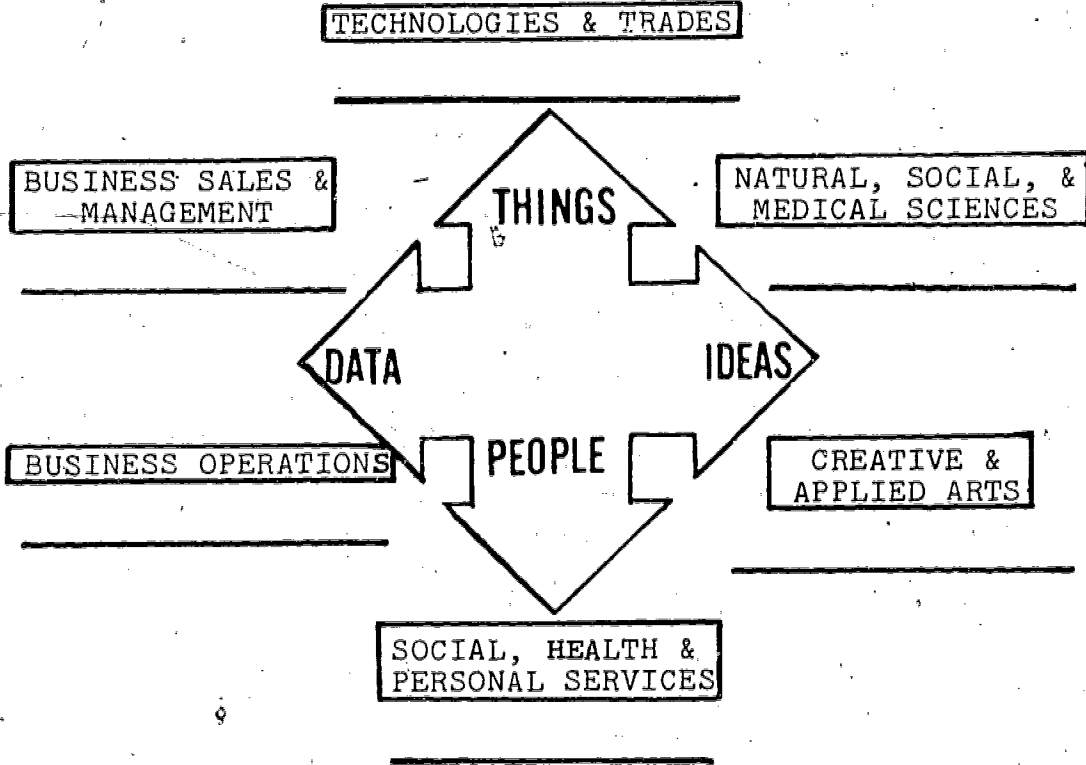 TECHNOLOGIES & TRADES
BUSINESS SALES &
MANAGEMENT
NATURAL, SOCIAL, &
MEDICAL SCIENCES
THINGS
DATA
IDEAS
PEOPLE
BUSINESS OPERATIONS
CREATIVE &
APPLIED ARTS
SOCIAL, HEALTH &
PERSONAL SERVICES